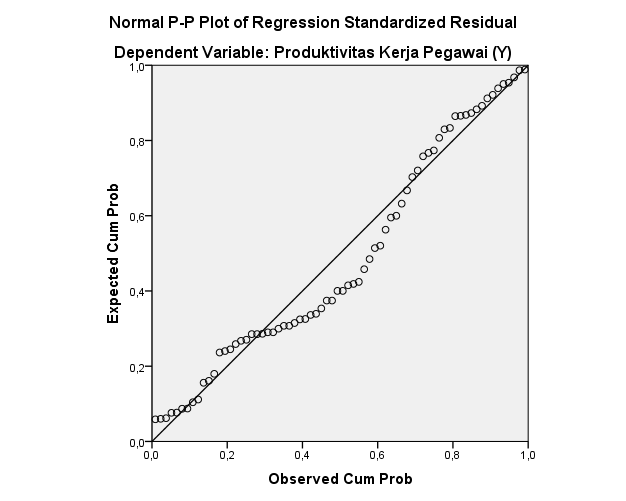 Normal P-P Plot of Regression Standardized Residual
Dependent Variable: Produktivitas Kerja Pegawai (Y)
Expected Cum Prob
1,0
0,8
0,6
0,4
0,2
0,0
0,0 0,2 0,4 0,6 0,8 1,0
Observed Cum Prob